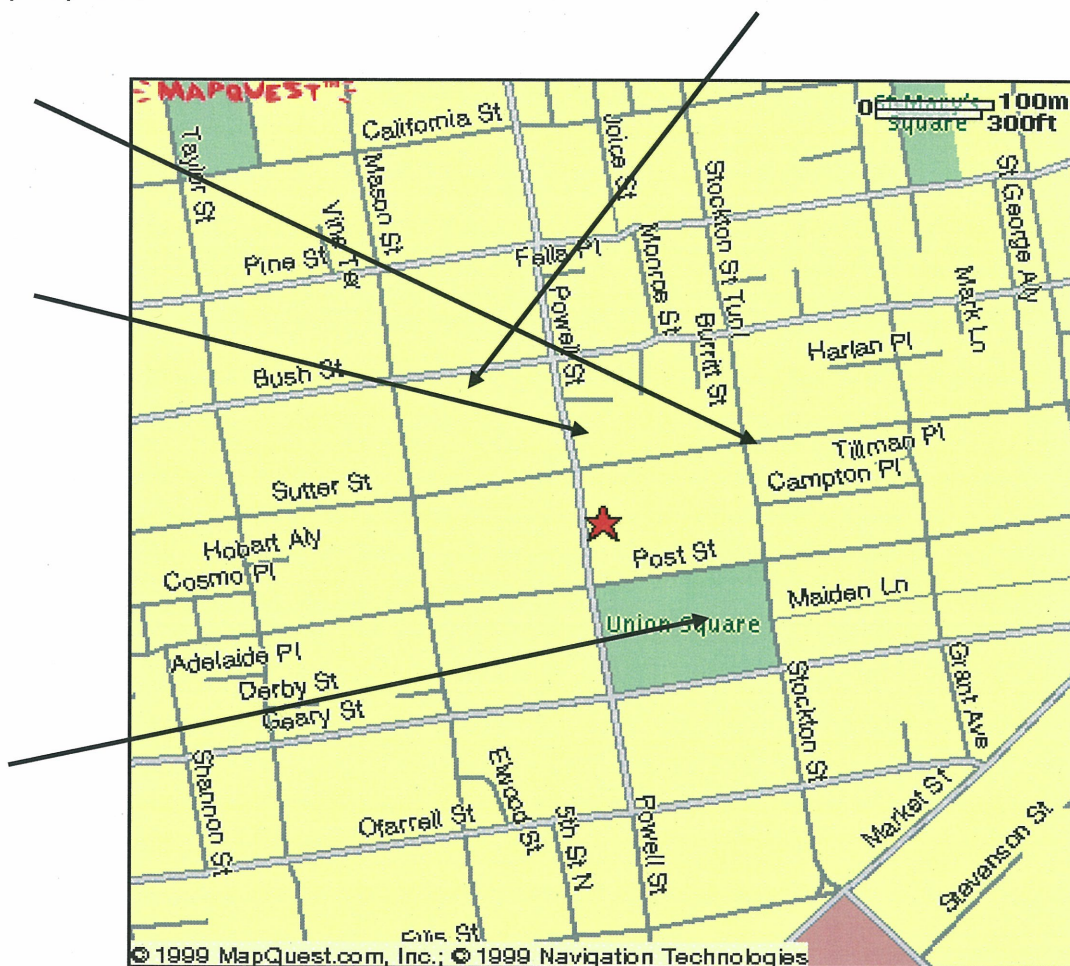 MAPQUEST™
0 100m
St Mary's
Square 300ft
California St
Joice St
Taylor St
Mason St
Stockton St Tunl
St George Aly
Vine Ter
Pine St
Fella Pl
Monroe St
Mark Ln
Powell St
Burritt St
Harlan Pl
Bush St
Tillman Pl
Campton Pl
Sutter St
Hobart Aly
Post St
Cosmo Pl
Maiden Ln
Union Square
Adelaide Pl
Derby St
Geary St
Grant Ave
Stockton St
Shannon St
Elwood St
Market St
Ofarrell St
5th St N
Powell St
Stevenson St
Ellis St
© 1999 MapQuest.com, Inc.; © 1999 Navigation Technologies